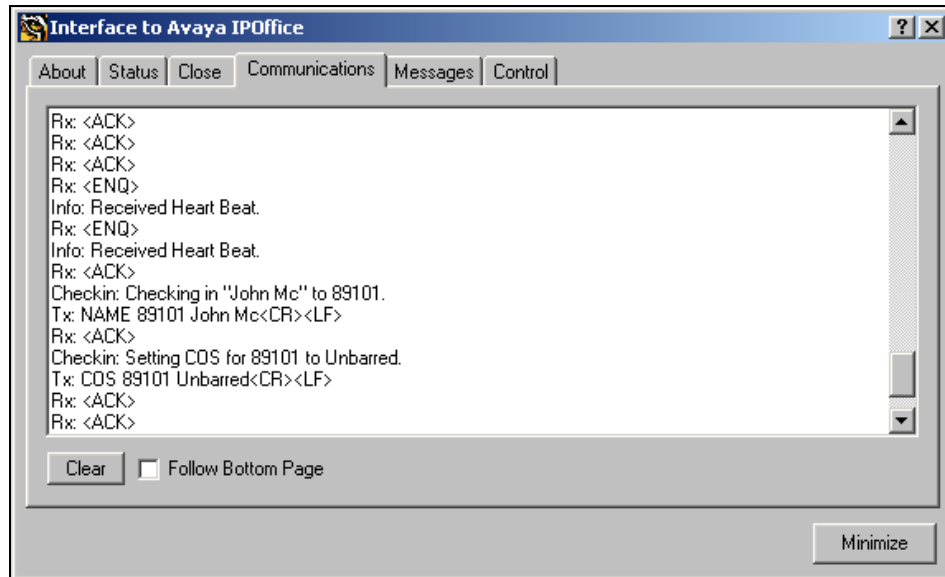 Interface to Avaya IPOffice
About Status Close Communications Messages Control
Rx: <ACK>
Rx: <ACK>
Rx: <ACK>
Rx: <ENQ>
Info: Received Heart Beat.
Rx: <ENQ>
Info: Received Heart Beat.
Rx: <ACK>
Checkin: Checking in "John Mc" to 89101.
Tx: NAME 89101 John Mc<CR><LF>
Rx: <ACK>
Checkin: Setting COS for 89101 to Unbarred.
Tx: COS 89101 Unbarred<CR><LF>
Rx: <ACK>
Rx: <ACK>
Clear Follow Bottom Page
Minimize